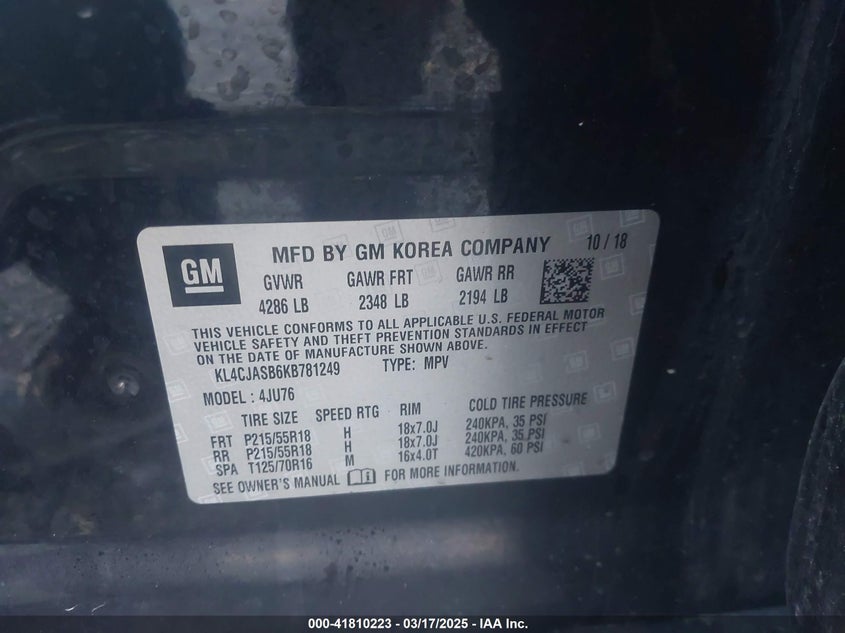 GM
MFD BY GM KOREA COMPANY 10 / 18
GVWR GAWR FRT GAWR RR
4286 LB 2348 LB 2194 LB
THIS VEHICLE CONFORMS TO ALL APPLICABLE U.S. FEDERAL MOTOR
VEHICLE SAFETY AND THEFT PREVENTION STANDARDS IN EFFECT
ON THE DATE OF MANUFACTURE SHOWN ABOVE.
KL4CJASB6KB781249 TYPE: MPV
MODEL : 4JU76
TIRE SIZE SPEED RTG RIM COLD TIRE PRESSURE
FRT P215/55R18 H 18x7.0J 240KPA, 35 PSI
RR P215/55R18 H 18x7.0J 240KPA, 35 PSI
SPA T125/70R16 M 16x4.0T 420KPA, 60 PSI
SEE OWNER'S MANUAL FOR MORE INFORMATION.
000-41810223 - 03/17/2025 - IAA Inc.